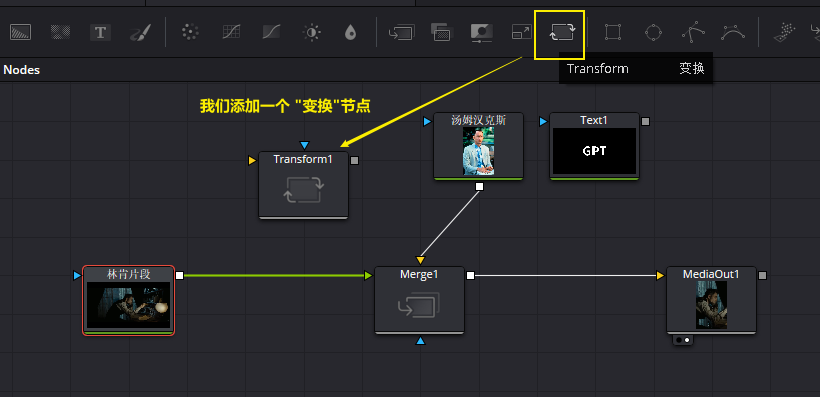 T
Nodes
Transform 变换
我们添加一个 "变换"节点
汤姆汉克斯
Text1
GPT
Transform1
林肯片段
Merge1
MediaOut1